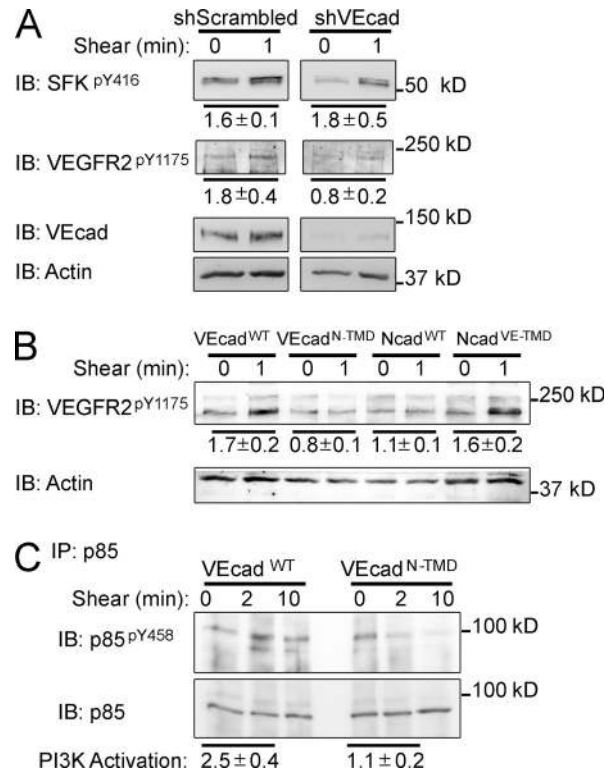 A
shScrambled shVEcad
Shear (min): 0 1 0 1
IB: SFK pY416
50 kD
1.6±0.1 1.8±0.5
250 kD
IB: VEGFR2 pY1175
1.8±0.4 0.8±0.2
150 kD
IB: VEcad
IB: Actin
37 kD
B
VEcad WT VEcad N-TMD Ncad WT Ncad VE-TMD
Shear (min): 0 1 0 1 0 1 0 1
250 kD
IB: VEGFR2 pY1175
1.7±0.2 0.8±0.1 1.1±0.1 1.6±0.2
IB: Actin
37 kD
C IP: p85
VEcad WT VEcad N-TMD
Shear (min): 0 2 10 0 2 10
100 kD
IB: p85 pY458
100 kD
IB: p85
PI3K Activation: 2.5±0.4 1.1±0.2